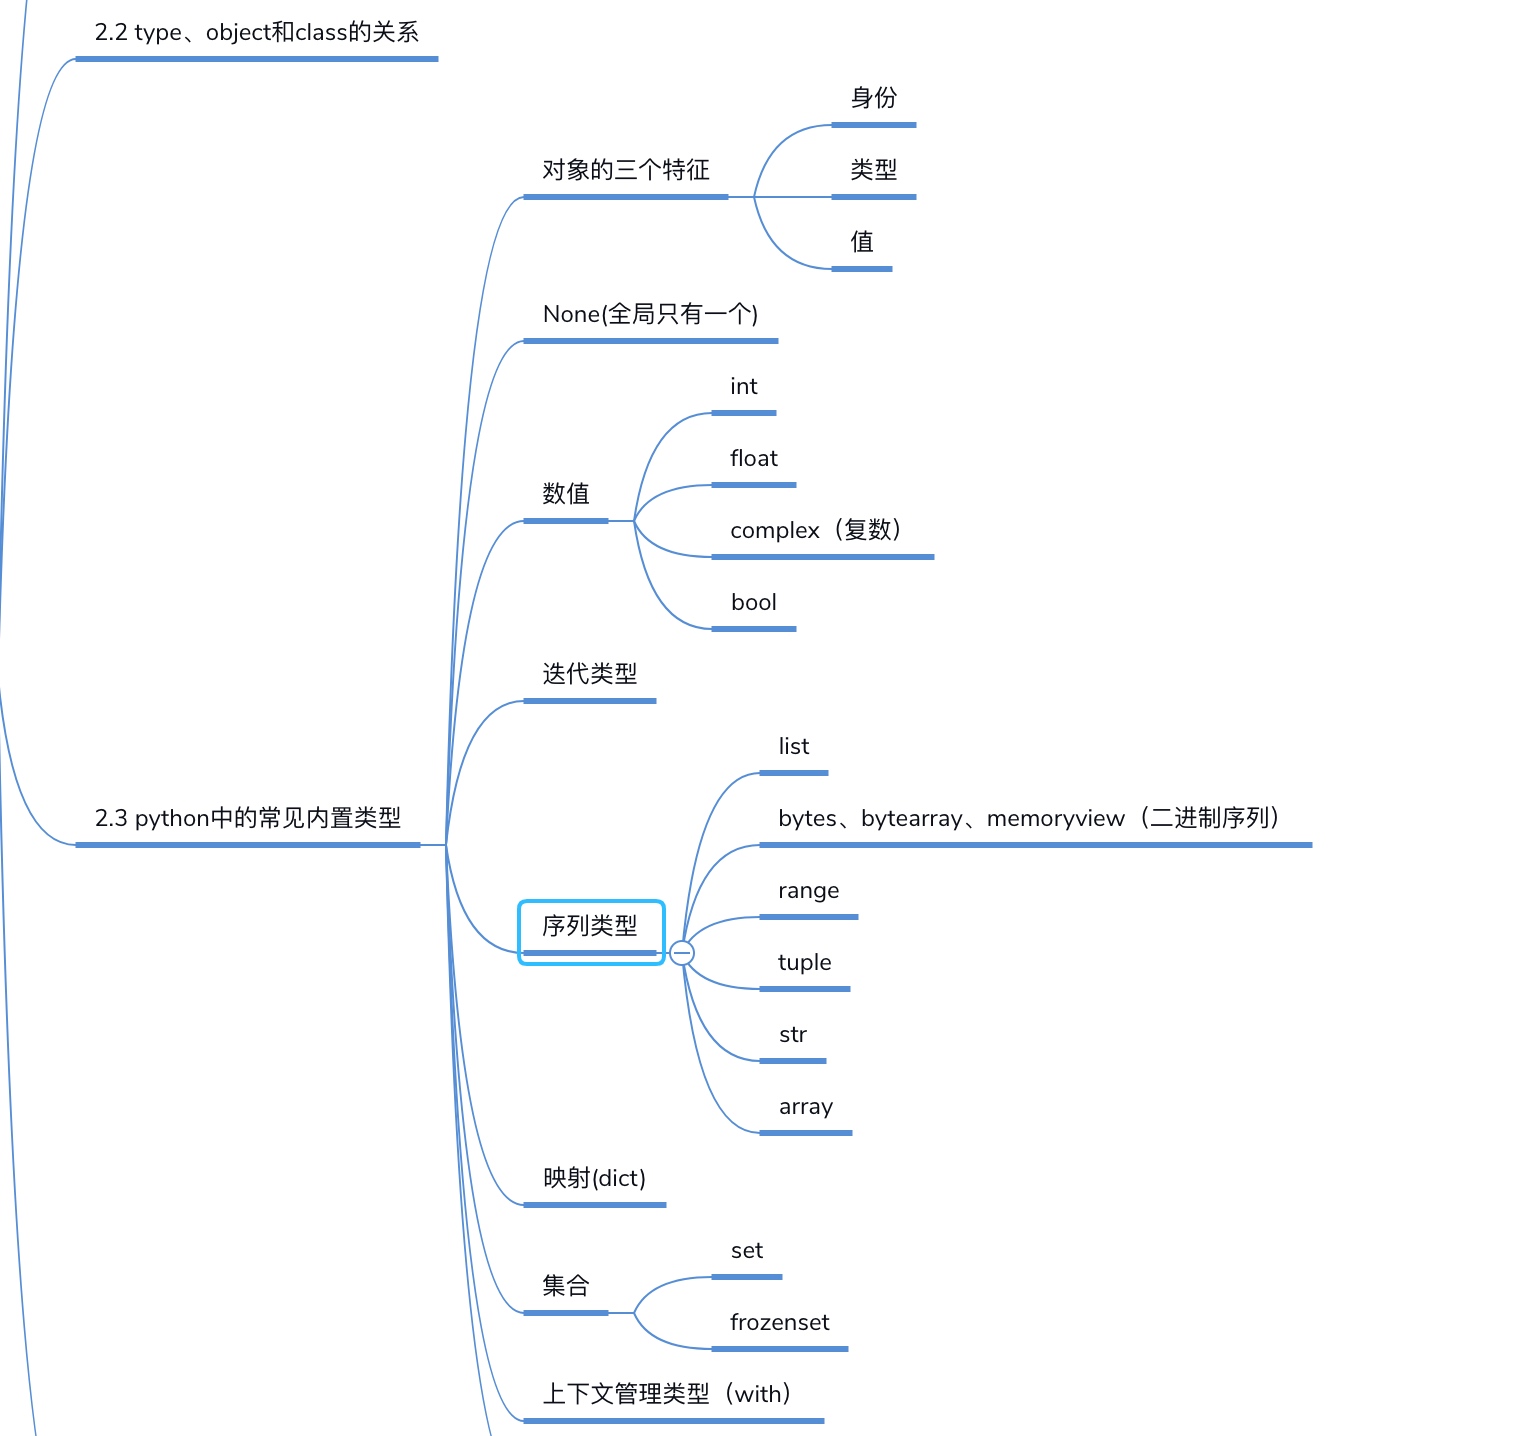 2.2 type、object和class的关系
身份
对象的三个特征
类型
值
None(全局只有一个)
int
float
数值
complex（复数）
bool
迭代类型
list
2.3 python中的常见内置类型
bytes、bytearray、memoryview（二进制序列）
range
序列类型
tuple
str
array
映射(dict)
set
集合
frozenset
上下文管理类型（with）